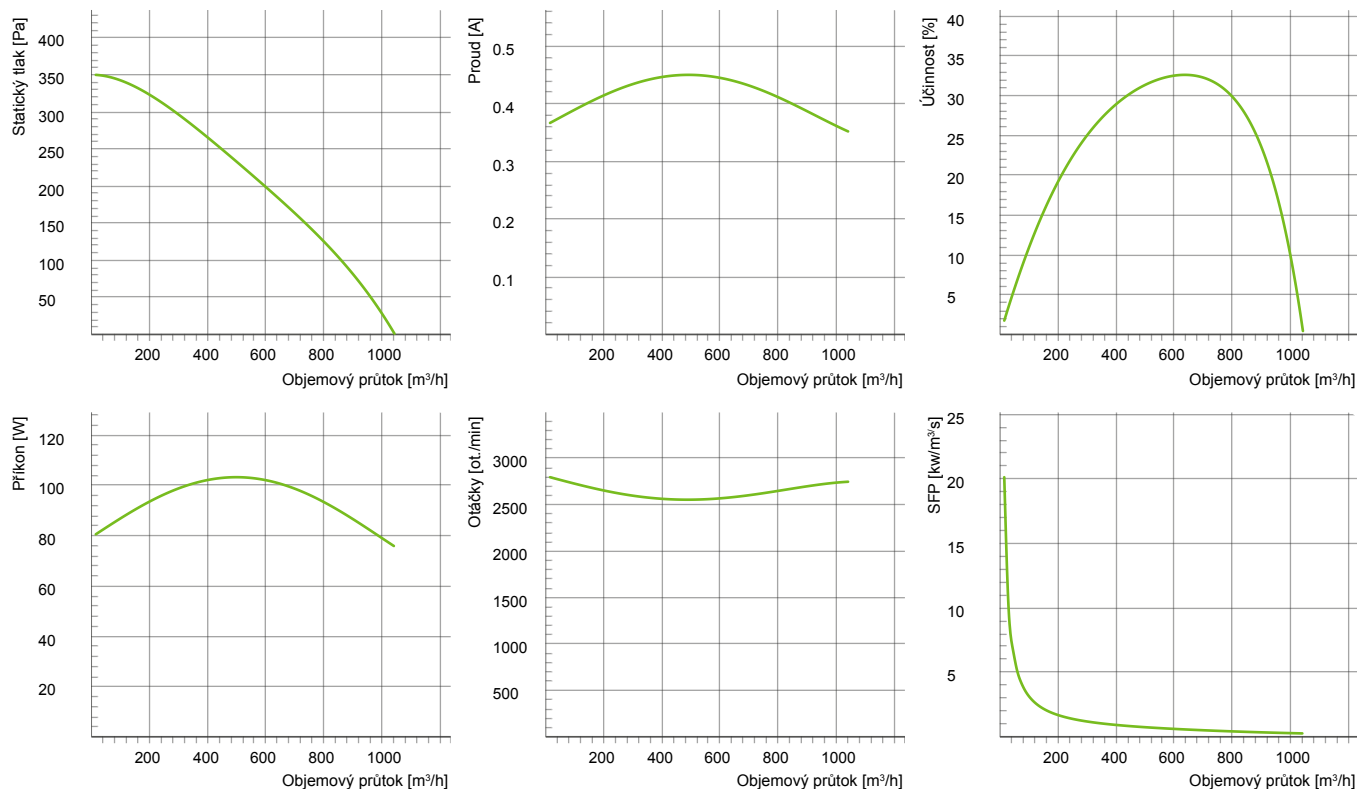 Statický tlak [Pa]
400
350
300
250
200
150
100
50
200 400 600 800 1000
Objemový průtok [m³/h]
Proud [A]
0.5
0.4
0.3
0.2
0.1
200 400 600 800 1000
Objemový průtok [m³/h]
Účinnost [%]
40
35
30
25
20
15
10
5
200 400 600 800 1000
Objemový průtok [m³/h]
Příkon [W]
120
100
80
60
40
20
200 400 600 800 1000
Objemový průtok [m³/h]
Otáčky [ot./min]
3000
2500
2000
1500
1000
500
200 400 600 800 1000
Objemový průtok [m³/h]
SFP [kw/m³/s]
25
20
15
10
5
200 400 600 800 1000
Objemový průtok [m³/h]